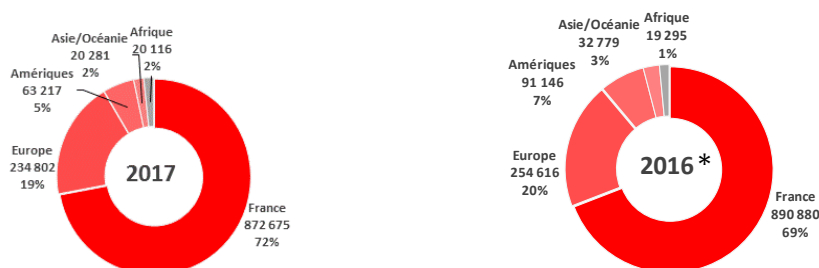 Afrique
20 116
2%
Asie/Océanie
20 281
2%
Amériques
63 217
5%
Europe
234 802
19%
2017
France
872 675
72%
Afrique
19 295
1%
Asie/Océanie
32 779
3%
Amériques
91 146
7%
Europe
254 616
20%
2016 *
France
890 880
69%